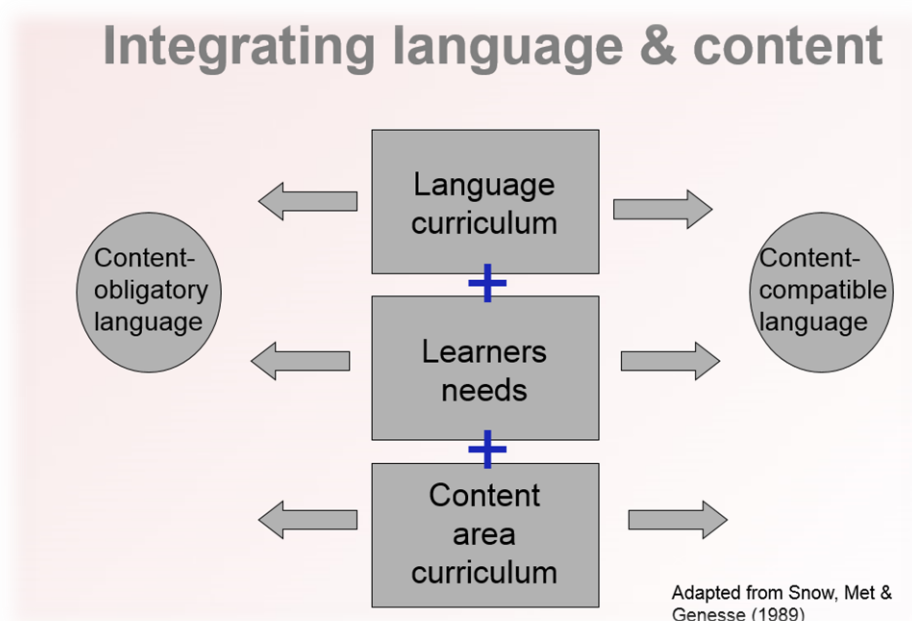 Integrating language & content
Language
curriculum
Content-
obligatory
language
Content-
compatible
language
+
Learners
needs
+
Content
area
curriculum
Adapted from Snow, Met &
Genesse (1989)